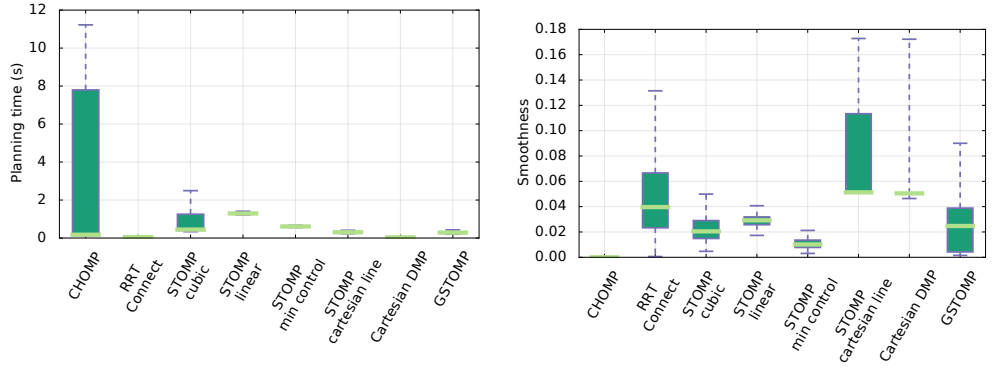 12
10
8
6
4
2
0
Planning time (s)
CHOMP
RRT
Connect
STOMP
cubic
STOMP
linear
STOMP
min control
STOMP
cartesian line
Cartesian DMP
GSTOMP
0.18
0.16
0.14
0.12
0.10
0.08
0.06
0.04
0.02
0.00
Smoothness
CHOMP
RRT
Connect
STOMP
cubic
STOMP
linear
STOMP
min control
STOMP
cartesian line
Cartesian DMP
GSTOMP